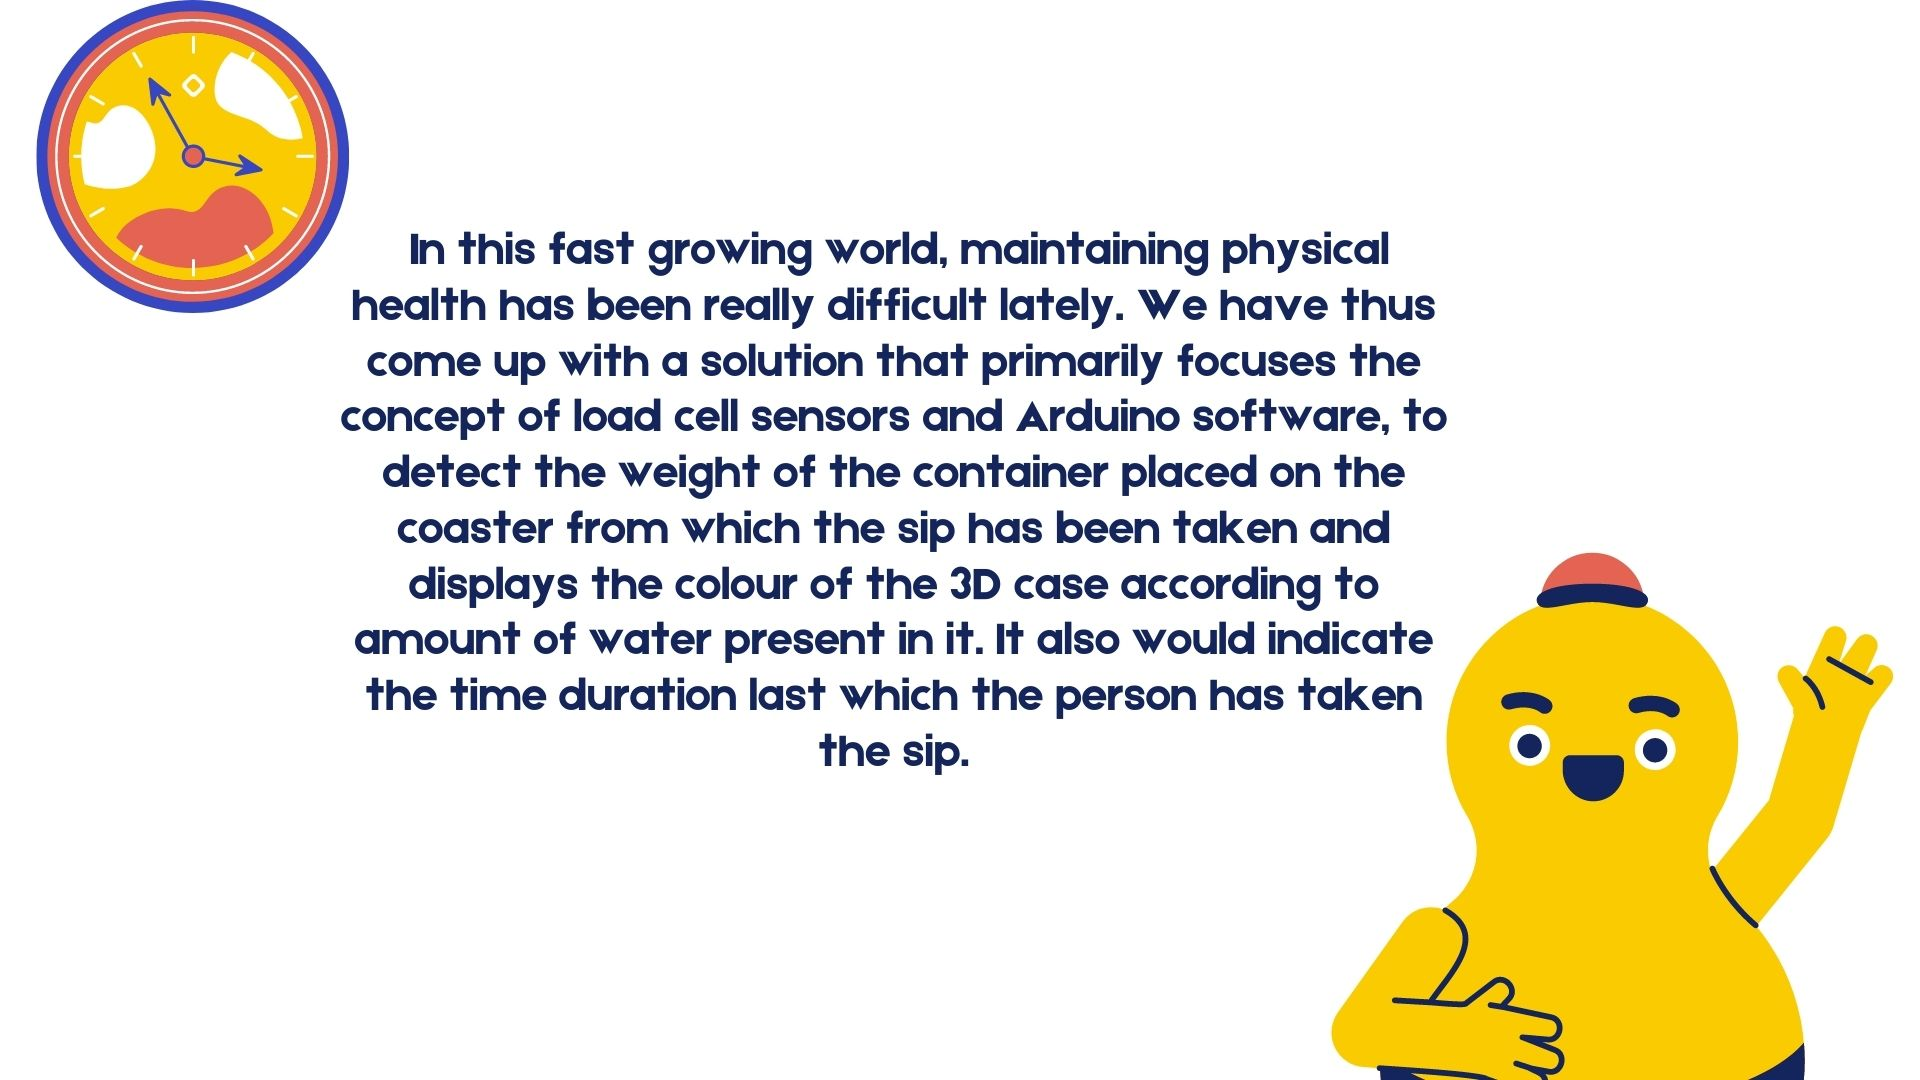 In this fast growing world, maintaining physical
health has been really difficult lately. We have thus
come up with a solution that primarily focuses the
concept of load cell sensors and Arduino software, to
detect the weight of the container placed on the
coaster from which the sip has been taken and
displays the colour of the 3D case according to
amount of water present in it. It also would indicate
the time duration last which the person has taken
the sip.